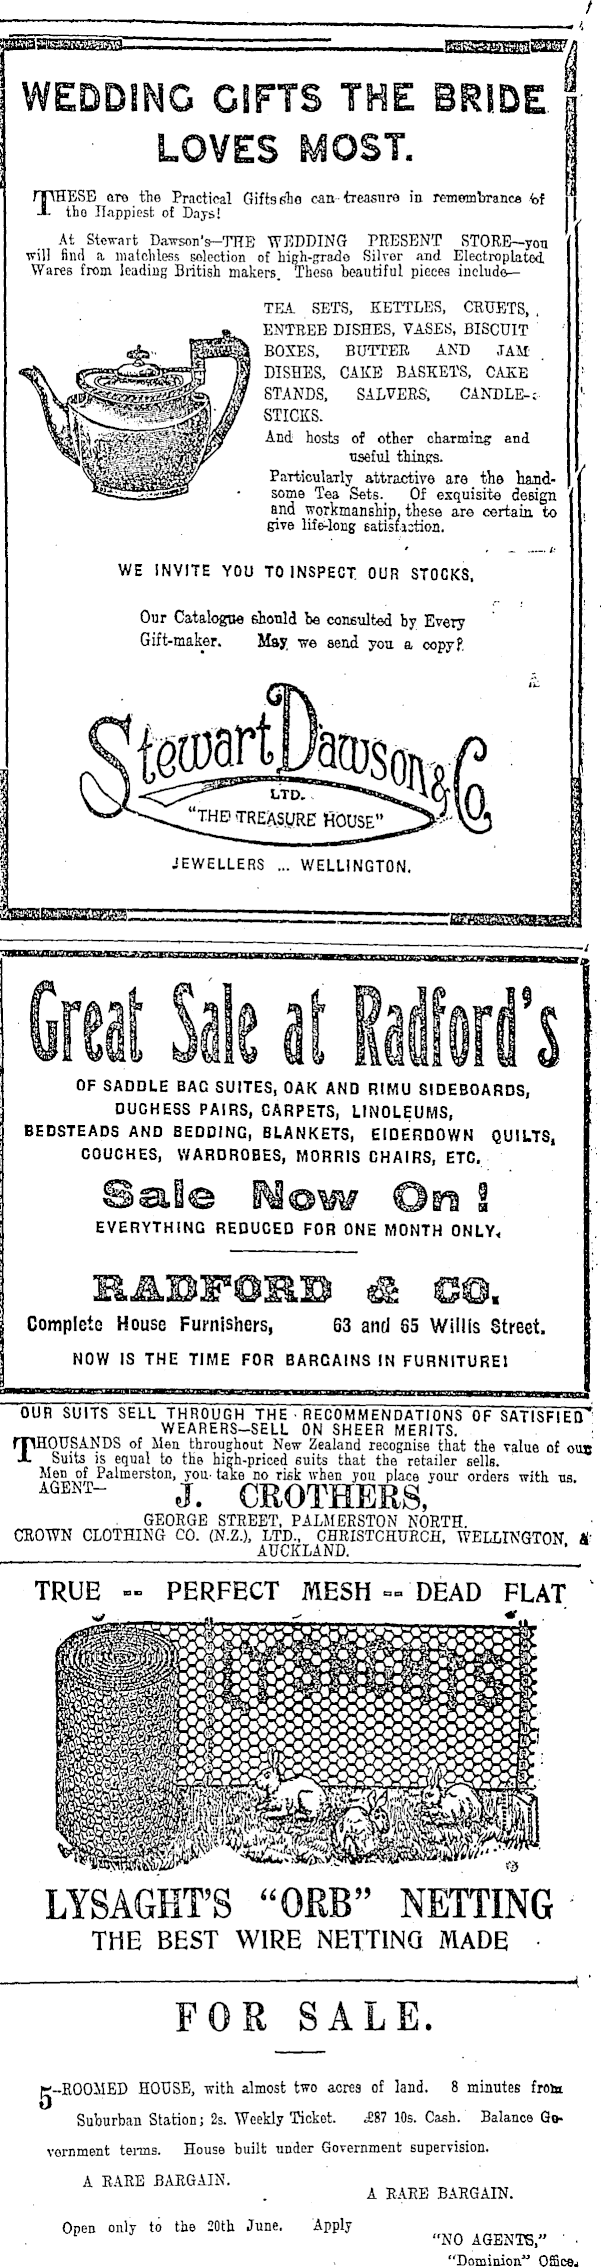 WEDDING GIFTS THE BRIDE
LOVES MOST.
THESE are the Practical Gifts she can treasure in remembrance of
the Happiest of Days!
At Stewart Dawson's—THE WEDDING PRESENT STORE—you
will find a matchless selection of high-grade Silver and Electroplated
Wares from leading British makers. These beautiful pieces include—
TEA SETS, KETTLES, CRUETS,
ENTREE DISHES, VASES, BISCUIT
BOXES, BUTTER AND JAM
DISHES, CAKE BASKETS, CAKE
STANDS, SALVERS, CANDLE-
STICKS.
And hosts of other charming and
useful things.
Particularly attractive are the hand-
some Tea Sets. Of exquisite design
and workmanship, these are certain to
give life-long satisfaction.
WE INVITE YOU TO INSPECT OUR STOCKS.
Our Catalogue should be consulted by Every
Gift-maker. May we send you a copy?
Stewart Dawson & Co.
LTD.
"THE TREASURE HOUSE"
JEWELLERS ... WELLINGTON.
Great Sale at Radford's
OF SADDLE BAG SUITES, OAK AND RIMU SIDEBOARDS,
DUCHESS PAIRS, CARPETS, LINOLEUMS,
BEDSTEADS AND BEDDING, BLANKETS, EIDERDOWN QUILTS,
COUCHES, WARDROBES, MORRIS CHAIRS, ETC.
Sale Now On!
EVERYTHING REDUCED FOR ONE MONTH ONLY.
RADFORD & CO.
Complete House Furnishers, 63 and 65 Willis Street.
NOW IS THE TIME FOR BARGAINS IN FURNITURE!
OUR SUITS SELL THROUGH THE RECOMMENDATIONS OF SATISFIED
WEARERS—SELL ON SHEER MERITS.
THOUSANDS of Men throughout New Zealand recognise that the value of our
Suits is equal to the high-priced suits that the retailer sells.
Men of Palmerston, you take no risk when you place your orders with us.
AGENT—
J. CROTHERS,
GEORGE STREET, PALMERSTON NORTH.
CROWN CLOTHING CO. (N.Z.), LTD., CHRISTCHURCH, WELLINGTON, &
AUCKLAND.
TRUE -- PERFECT MESH -- DEAD FLAT
LYSAGHTS
LYSAGHT'S "ORB" NETTING
THE BEST WIRE NETTING MADE
FOR SALE.
5-ROOMED HOUSE, with almost two acres of land. 8 minutes from
Suburban Station; 2s. Weekly Ticket. £87 10s. Cash. Balance Go-
vernment terms. House built under Government supervision.
A RARE BARGAIN.
A RARE BARGAIN.
Open only to the 20th June. Apply
"NO AGENTS,"
"Dominion" Office.